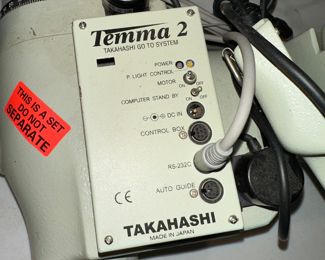 Temma 2
TAKAHASHI GO TO SYSTEM
POWER
P. LIGHT CONTROL
MOTOR
ON OFF
COMPUTER STAND BY
ON OFF
DC IN
CONTROL BOX
RS-232C
CE
AUTO GUIDE
TAKAHASHI
MADE IN JAPAN
THIS IS A SET
DO NOT
SEPARATE